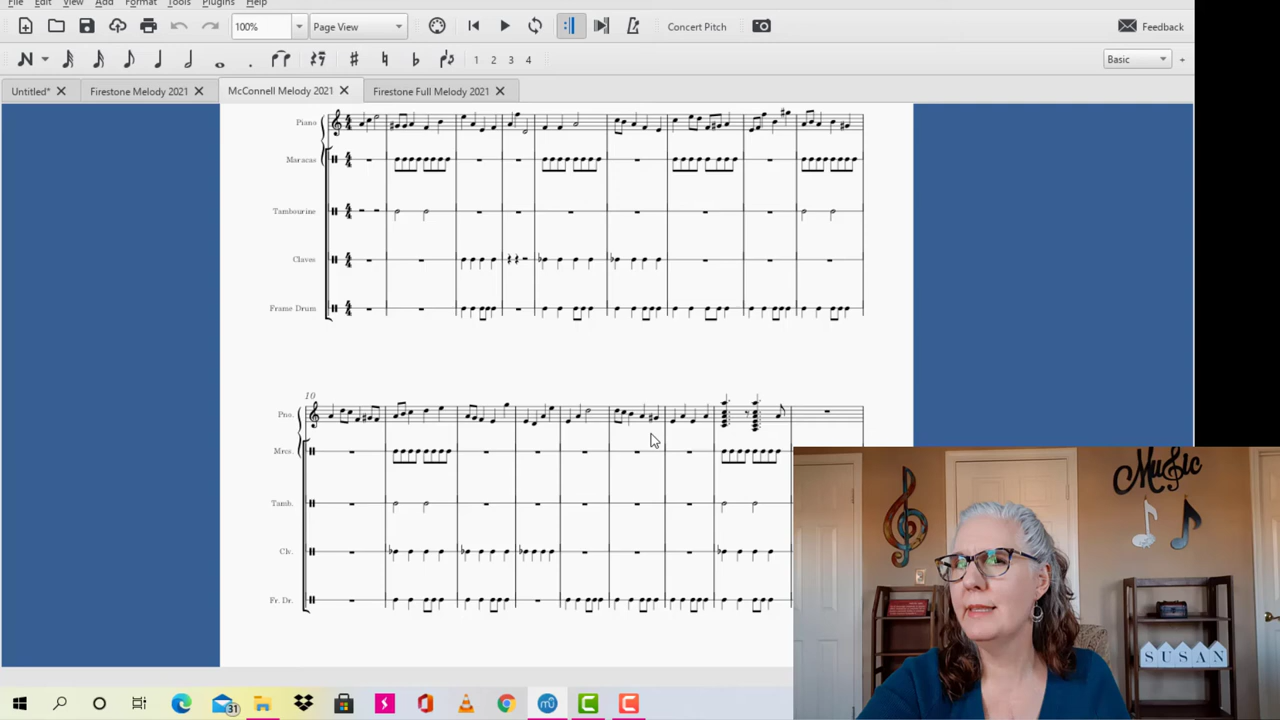 File Edit View Add Format Tools Plugins Help
100% Page View Concert Pitch Feedback
1 2 3 4 Basic
Untitled* Firestone Melody 2021 McConnell Melody 2021 Firestone Full Melody 2021
Piano
Maracas
Tambourine
Claves
Frame Drum
10
Pno.
Mrcs.
Tamb.
Clv.
Fr. Dr.
Music
SUSAN
31